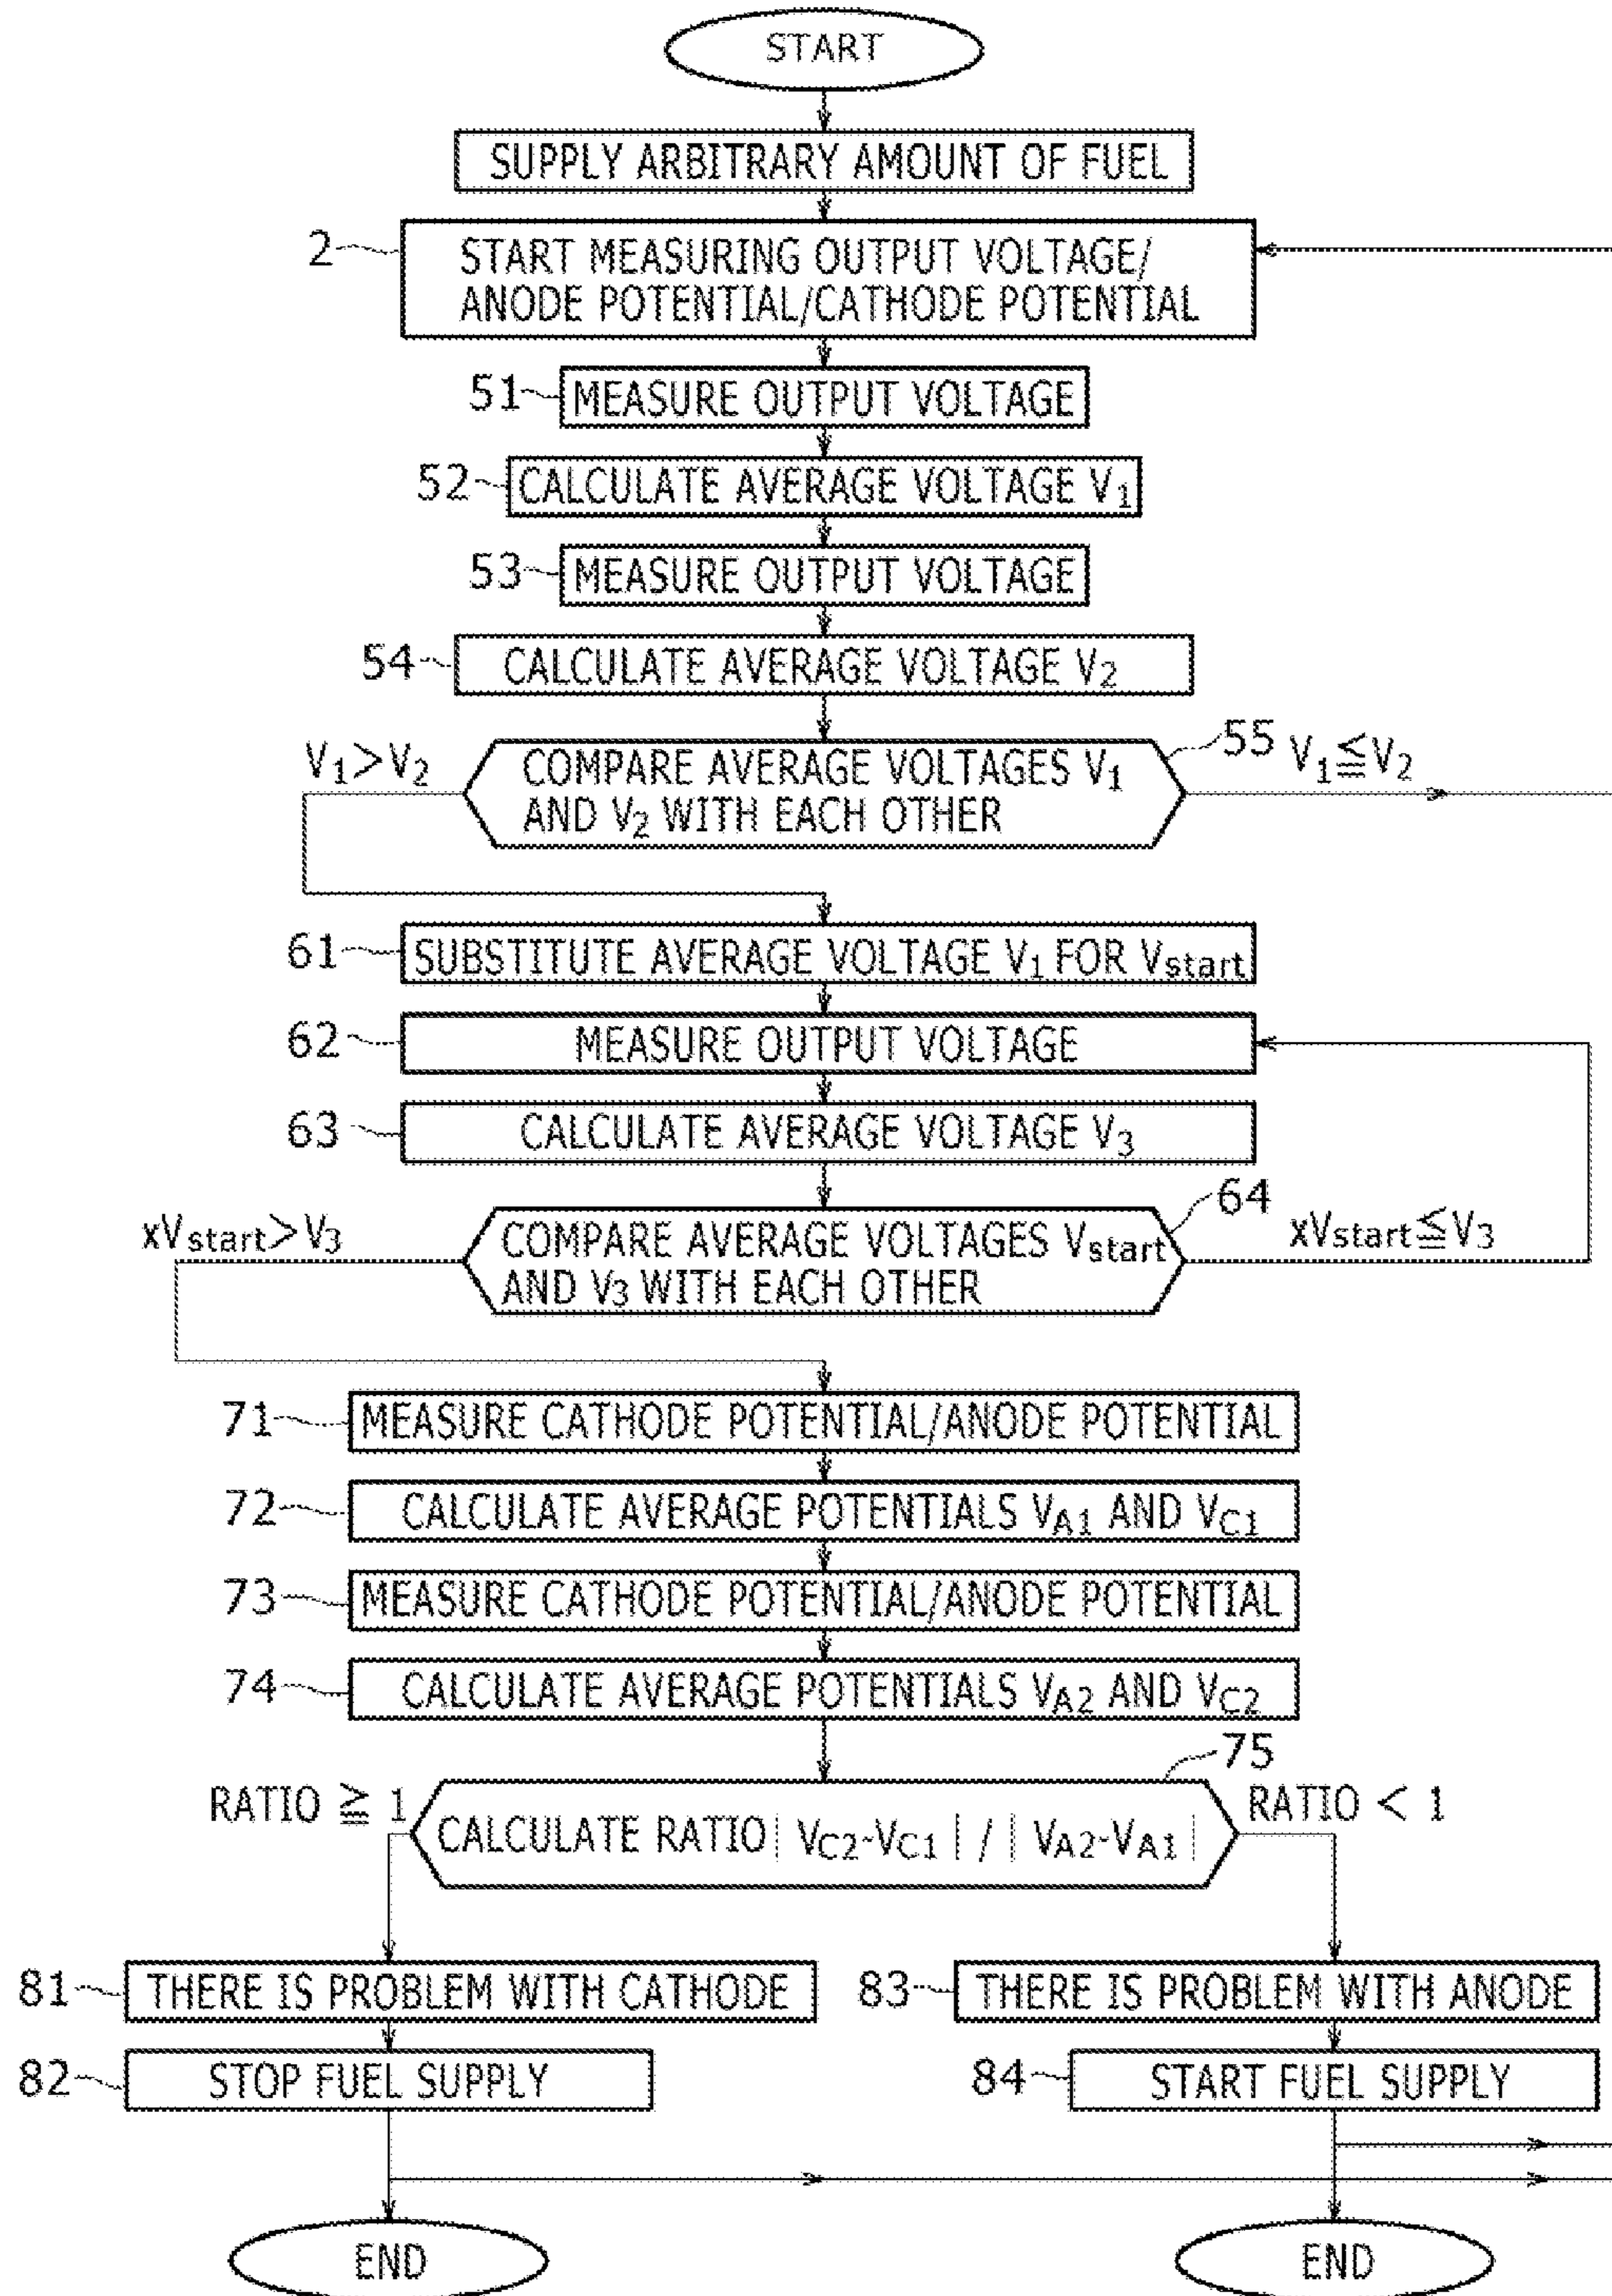 START
SUPPLY ARBITRARY AMOUNT OF FUEL
2
START MEASURING OUTPUT VOLTAGE/
ANODE POTENTIAL/CATHODE POTENTIAL
51
MEASURE OUTPUT VOLTAGE
52
CALCULATE AVERAGE VOLTAGE V1
53
MEASURE OUTPUT VOLTAGE
54
CALCULATE AVERAGE VOLTAGE V2
55
V1>V2
COMPARE AVERAGE VOLTAGES V1
AND V2 WITH EACH OTHER
V1≦V2
61
SUBSTITUTE AVERAGE VOLTAGE V1 FOR Vstart
62
MEASURE OUTPUT VOLTAGE
63
CALCULATE AVERAGE VOLTAGE V3
64
xVstart>V3
COMPARE AVERAGE VOLTAGES Vstart
AND V3 WITH EACH OTHER
xVstart≦V3
71
MEASURE CATHODE POTENTIAL/ANODE POTENTIAL
72
CALCULATE AVERAGE POTENTIALS VA1 AND VC1
73
MEASURE CATHODE POTENTIAL/ANODE POTENTIAL
74
CALCULATE AVERAGE POTENTIALS VA2 AND VC2
75
RATIO ≧ 1
CALCULATE RATIO | VC2-VC1 | / | VA2-VA1 |
RATIO < 1
81
THERE IS PROBLEM WITH CATHODE
83
THERE IS PROBLEM WITH ANODE
82
STOP FUEL SUPPLY
84
START FUEL SUPPLY
END
END